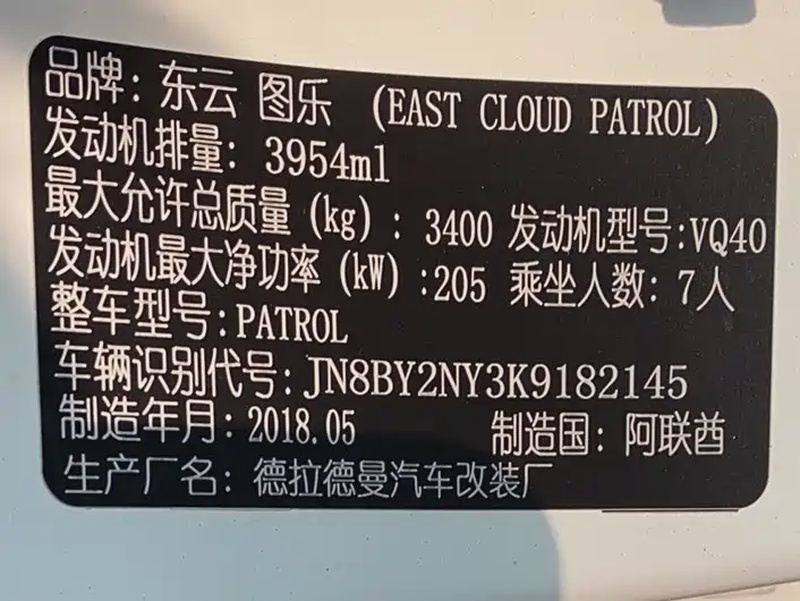 品牌：东云 图乐 (EAST CLOUD PATROL)
发动机排量：3954ml
最大允许总质量(kg)：3400 发动机型号:VQ40
发动机最大净功率(kW):205 乘坐人数：7人
整车型号:PATROL
车辆识别代号:JN8BY2NY3K9182145
制造年月:2018.05 制造国：阿联酋
生产厂名：德拉德曼汽车改装厂